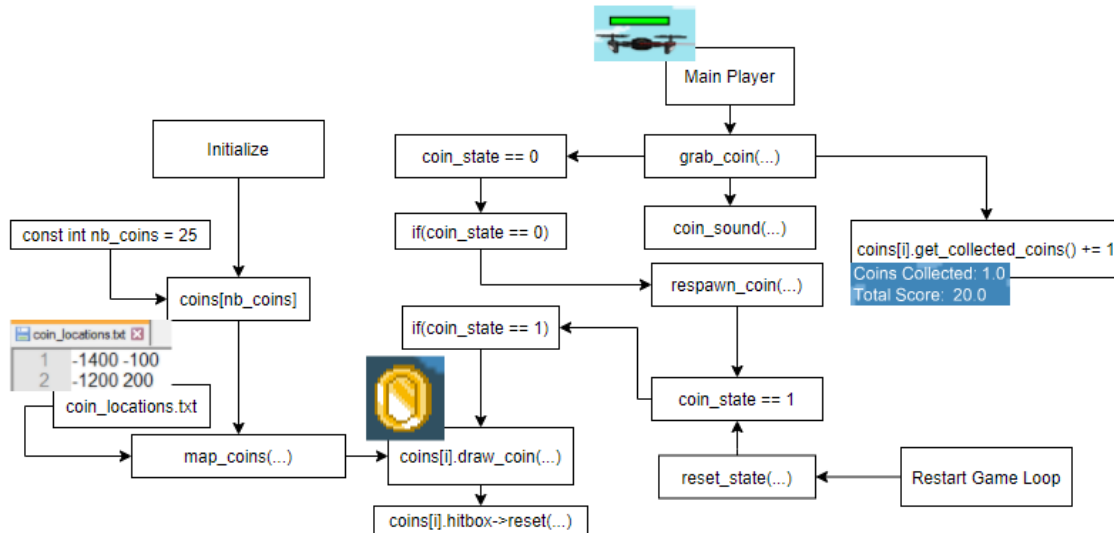 Main Player
Initialize
coin_state == 0
grab_coin(...)
const int nb_coins = 25
if(coin_state == 0)
coin_sound(...)
coins[i].get_collected_coins() += 1
Coins Collected: 1.0
Total Score: 20.0
coins[nb_coins]
respawn_coin(...)
coin_locations.txt
1 -1400 -100
2 -1200 200
if(coin_state == 1)
coin_locations.txt
coin_state == 1
map_coins(...)
coins[i].draw_coin(...)
reset_state(...)
Restart Game Loop
coins[i].hitbox->reset(...)